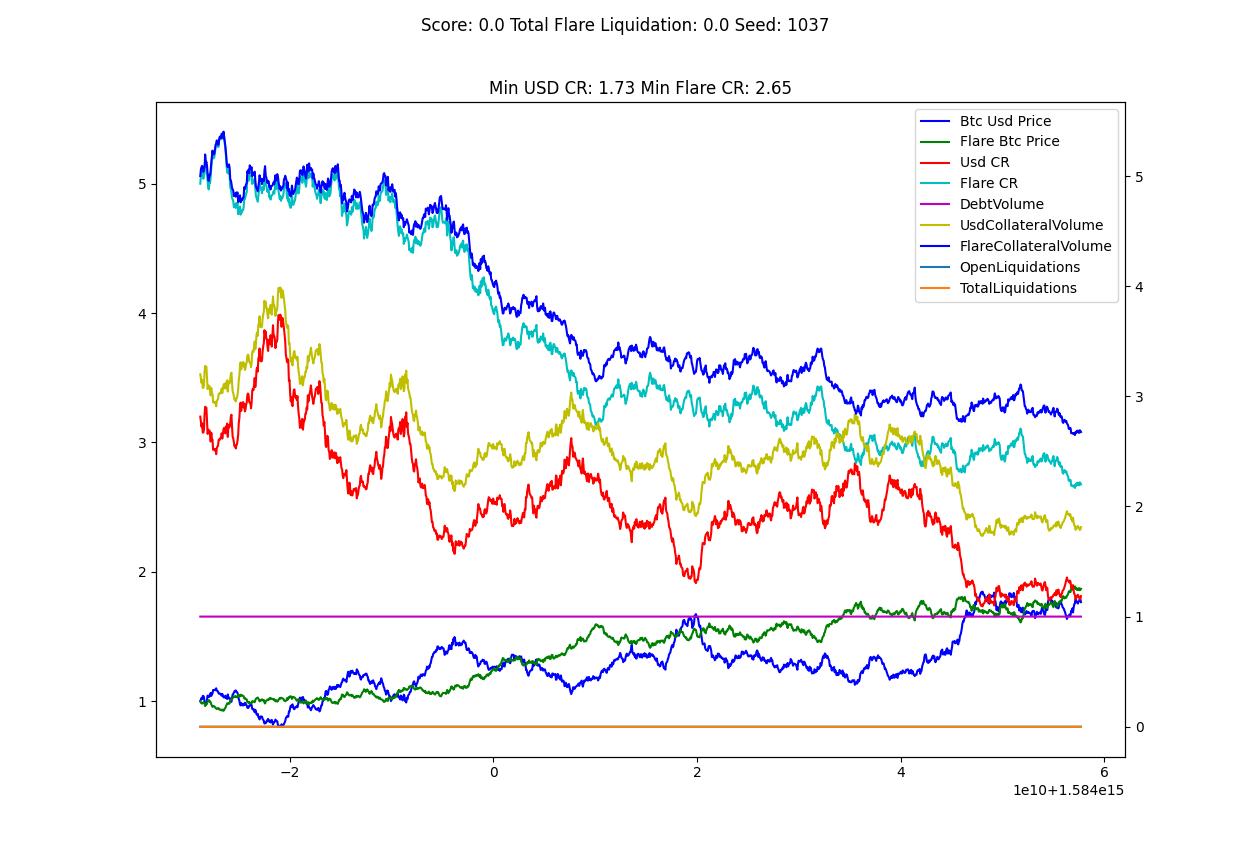 Score: 0.0 Total Flare Liquidation: 0.0 Seed: 1037
Min USD CR: 1.73 Min Flare CR: 2.65
Btc Usd Price
Flare Btc Price
Usd CR
Flare CR
DebtVolume
UsdCollateralVolume
FlareCollateralVolume
OpenLiquidations
TotalLiquidations
5
4
3
2
1
5
4
3
2
1
0
−2
0
2
4
6
1e10+1.584e15